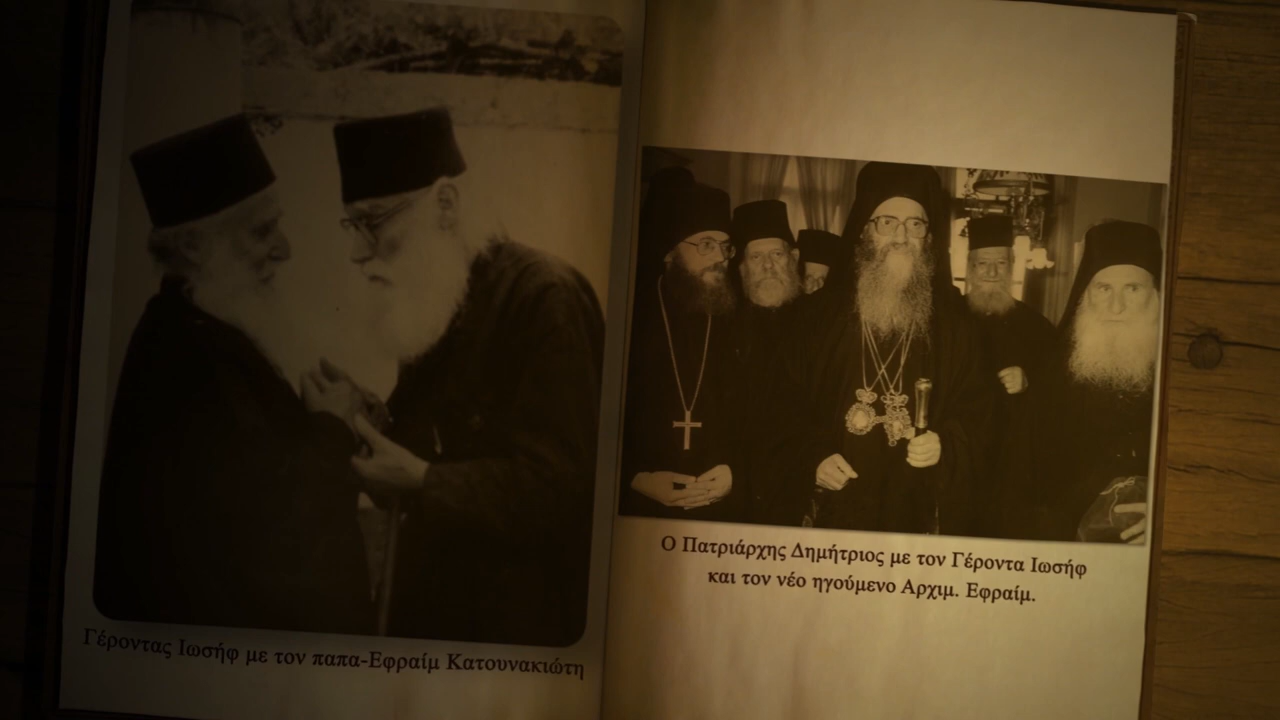 Γέροντας Ιωσήφ με τον παπα-Εφραίμ Κατουνακιώτη
Ο Πατριάρχης Δημήτριος με τον Γέροντα Ιωσήφ
και τον νέο ηγούμενο Αρχιμ. Εφραίμ.